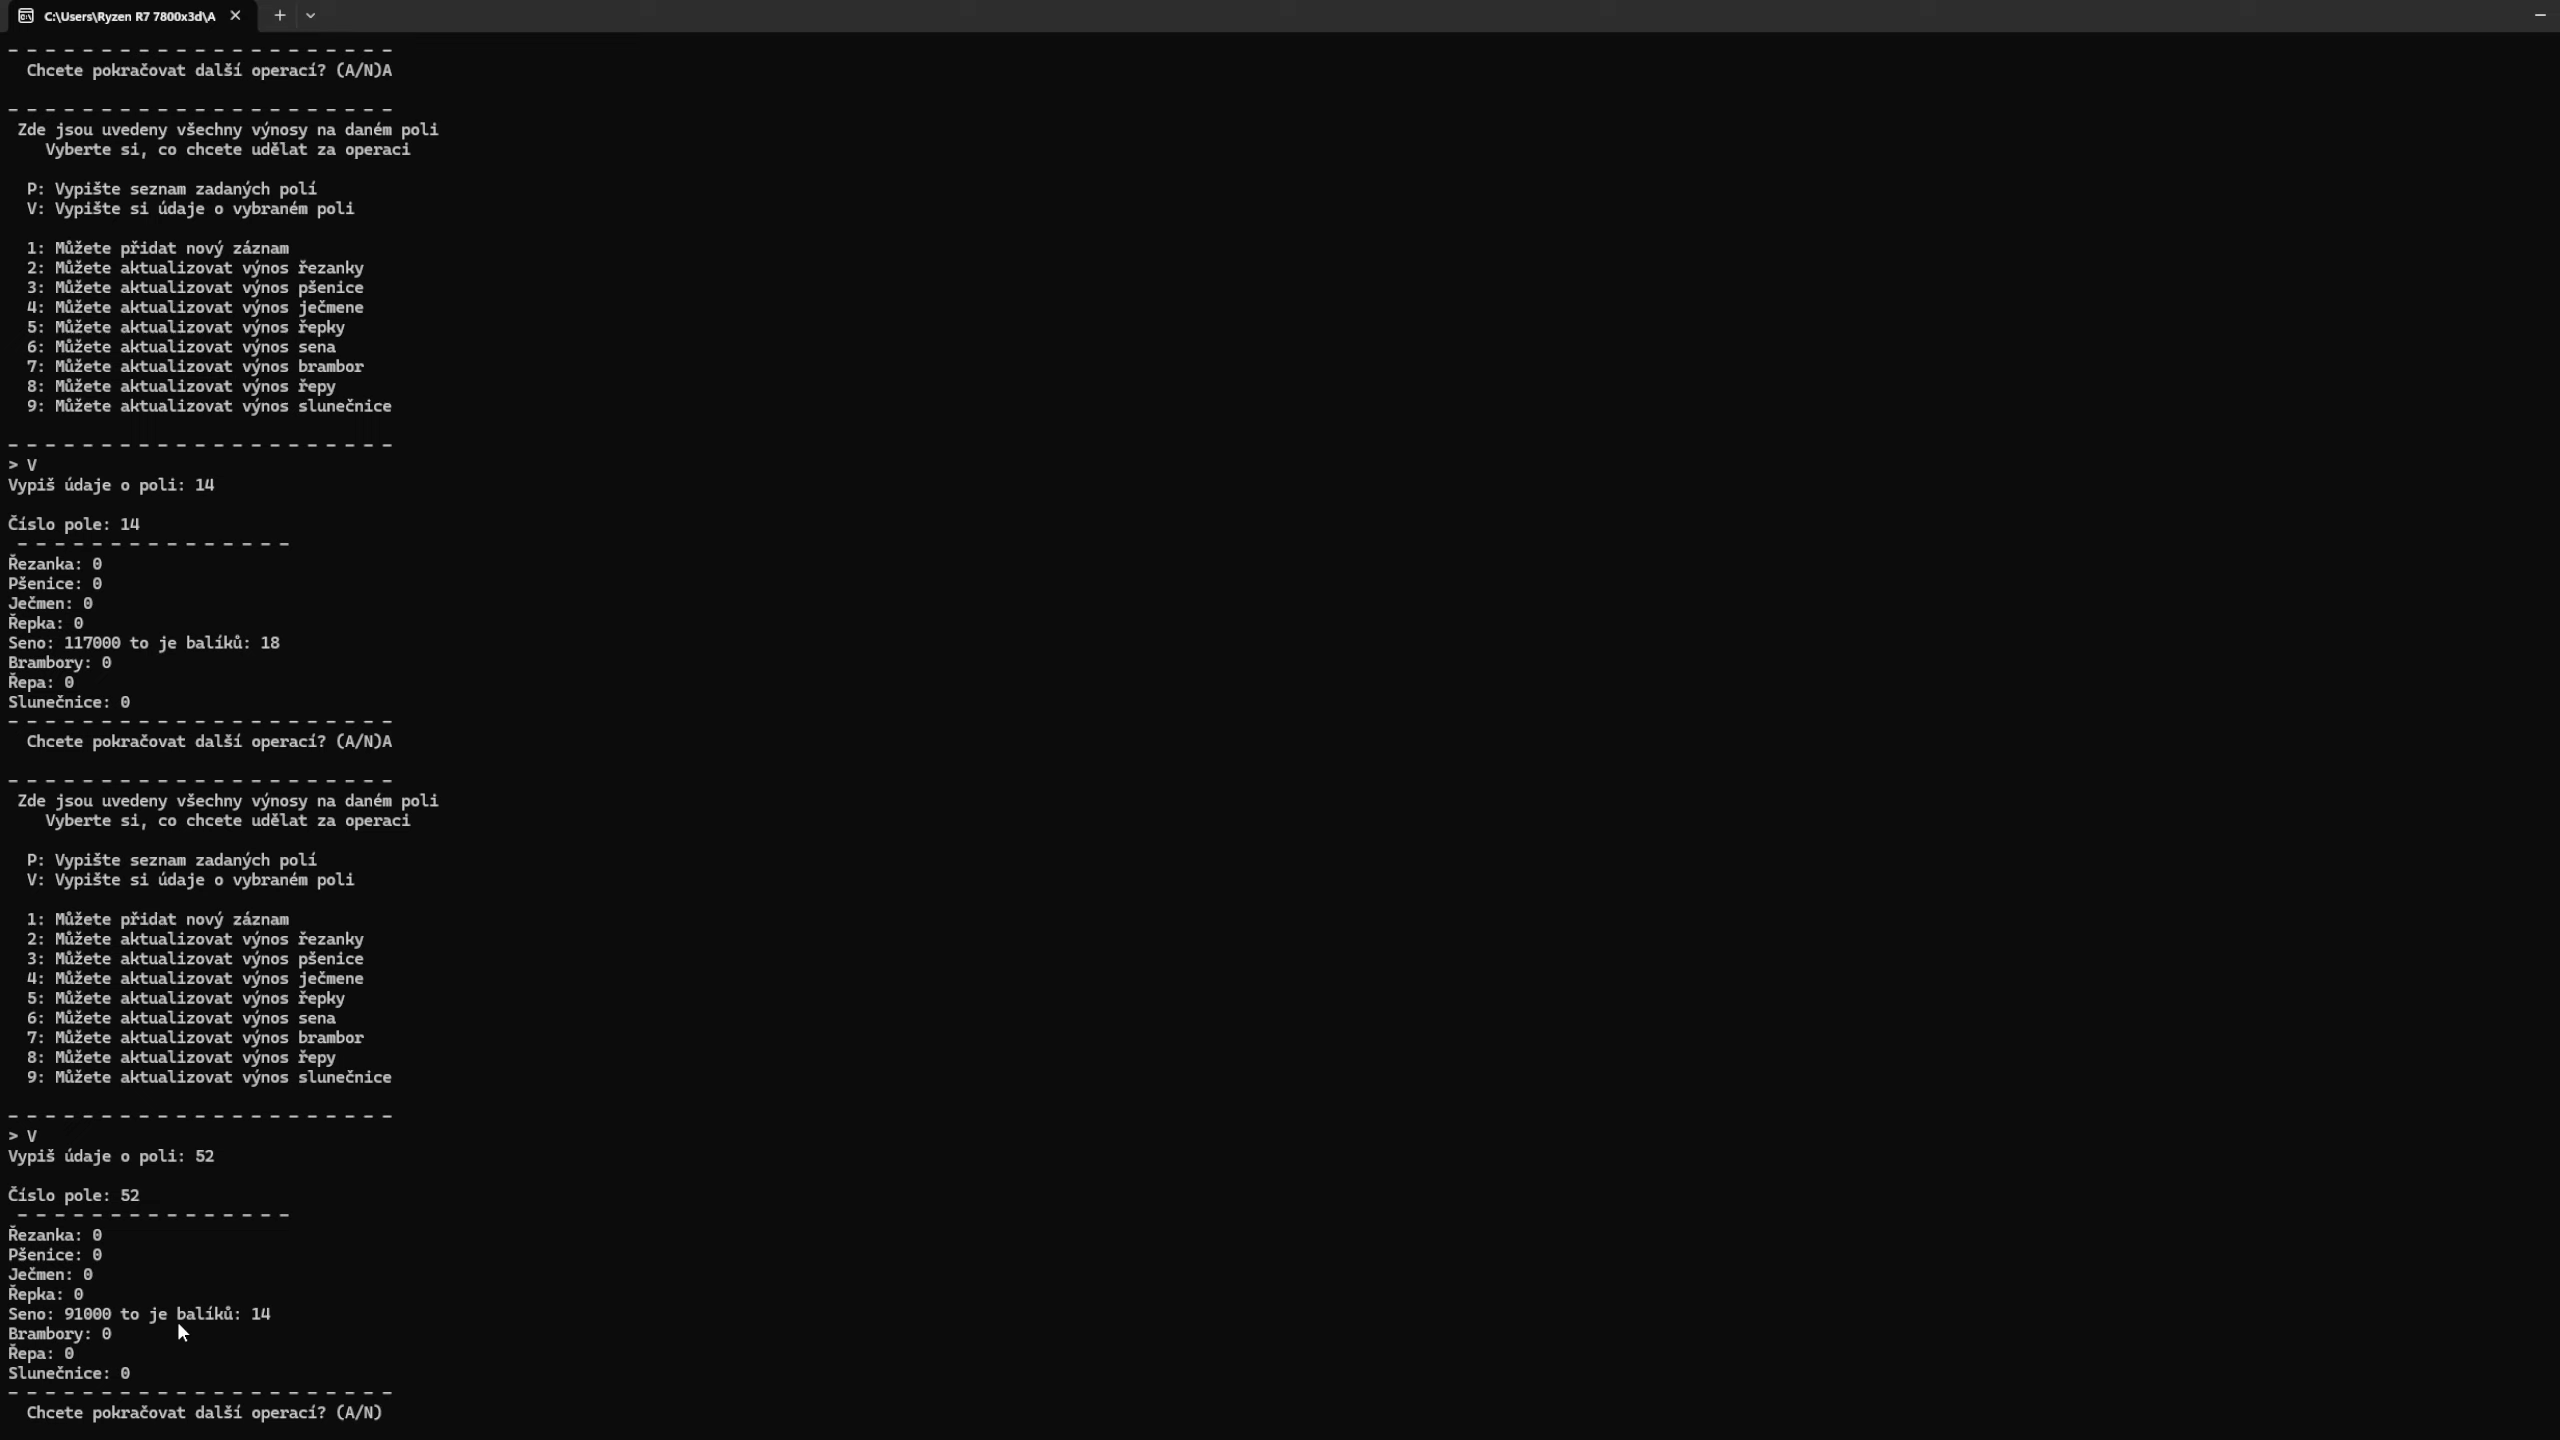 C:\Users\Ryzen R7 7800x3d\A
- - - - - - - - - - - - - - - - - - - - -
Chcete pokračovat další operací? (A/N)A
- - - - - - - - - - - - - - - - - - - - -
Zde jsou uvedeny všechny výnosy na daném poli
Vyberte si, co chcete udělat za operaci
P: Vypište seznam zadaných polí
V: Vypište si údaje o vybraném poli
1: Můžete přidat nový záznam
2: Můžete aktualizovat výnos řezanky
3: Můžete aktualizovat výnos pšenice
4: Můžete aktualizovat výnos ječmene
5: Můžete aktualizovat výnos řepky
6: Můžete aktualizovat výnos sena
7: Můžete aktualizovat výnos brambor
8: Můžete aktualizovat výnos řepy
9: Můžete aktualizovat výnos slunečnice
- - - - - - - - - - - - - - - - - - - - -
> V
Vypiš údaje o poli: 14
Číslo pole: 14
- - - - - - - - - - - - - - -
Řezanka: 0
Pšenice: 0
Ječmen: 0
Řepka: 0
Seno: 117000 to je balíků: 18
Brambory: 0
Řepa: 0
Slunečnice: 0
- - - - - - - - - - - - - - - - - - - - -
Chcete pokračovat další operací? (A/N)A
- - - - - - - - - - - - - - - - - - - - -
Zde jsou uvedeny všechny výnosy na daném poli
Vyberte si, co chcete udělat za operaci
P: Vypište seznam zadaných polí
V: Vypište si údaje o vybraném poli
1: Můžete přidat nový záznam
2: Můžete aktualizovat výnos řezanky
3: Můžete aktualizovat výnos pšenice
4: Můžete aktualizovat výnos ječmene
5: Můžete aktualizovat výnos řepky
6: Můžete aktualizovat výnos sena
7: Můžete aktualizovat výnos brambor
8: Můžete aktualizovat výnos řepy
9: Můžete aktualizovat výnos slunečnice
- - - - - - - - - - - - - - - - - - - - -
> V
Vypiš údaje o poli: 52
Číslo pole: 52
- - - - - - - - - - - - - - -
Řezanka: 0
Pšenice: 0
Ječmen: 0
Řepka: 0
Seno: 91000 to je balíků: 14
Brambory: 0
Řepa: 0
Slunečnice: 0
- - - - - - - - - - - - - - - - - - - - -
Chcete pokračovat další operací? (A/N)